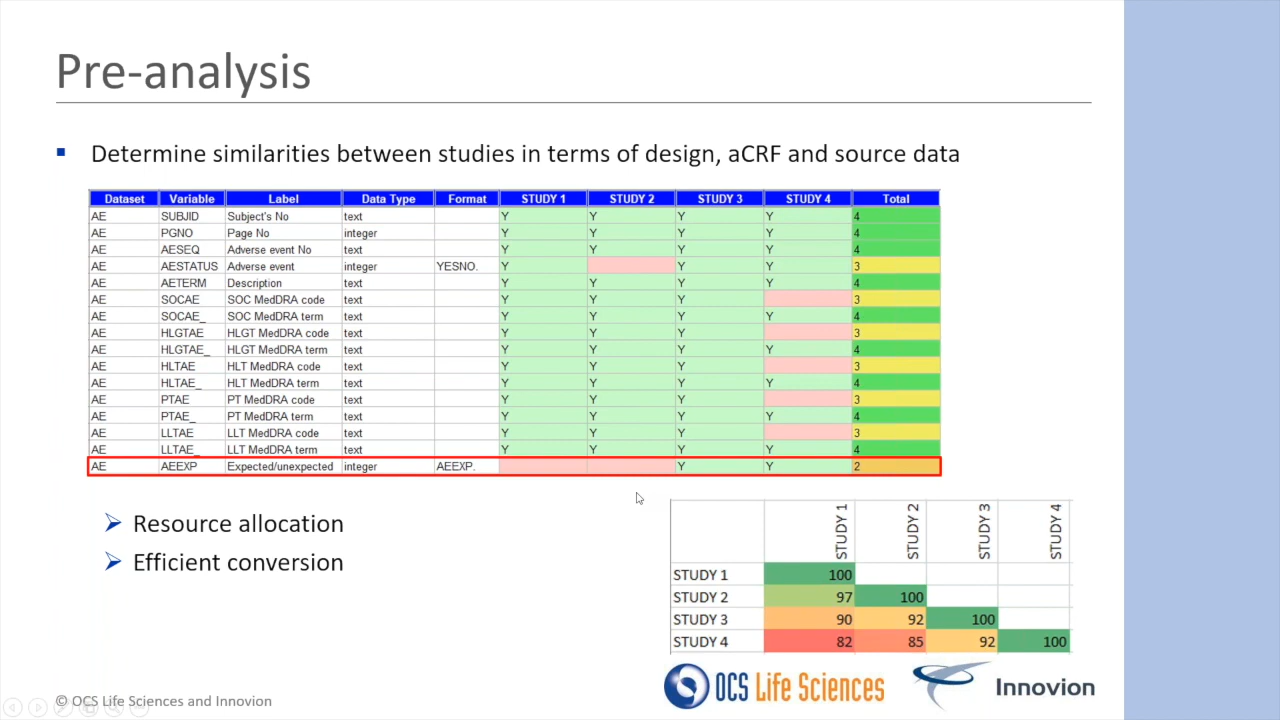 Pre-analysis
▪ Determine similarities between studies in terms of design, aCRF and source data
Dataset Variable Label Data Type Format STUDY 1 STUDY 2 STUDY 3 STUDY 4 Total
AE SUBJID Subject's No text Y Y Y Y 4
AE PGNO Page No integer Y Y Y Y 4
AE AESEQ Adverse event No text Y Y Y Y 4
AE AESTATUS Adverse event integer YESNO. Y Y Y 3
AE AETERM Description text Y Y Y Y 4
AE SOCAE SOC MedDRA code text Y Y Y 3
AE SOCAE_ SOC MedDRA term text Y Y Y Y 4
AE HLGTAE HLGT MedDRA code text Y Y Y 3
AE HLGTAE_ HLGT MedDRA term text Y Y Y Y 4
AE HLTAE HLT MedDRA code text Y Y Y 3
AE HLTAE_ HLT MedDRA term text Y Y Y Y 4
AE PTAE PT MedDRA code text Y Y Y 3
AE PTAE_ PT MedDRA term text Y Y Y Y 4
AE LLTAE LLT MedDRA code text Y Y Y 3
AE LLTAE_ LLT MedDRA term text Y Y Y Y 4
AE AEEXP Expected/unexpected integer AEEXP. Y Y 2
➢ Resource allocation
➢ Efficient conversion
STUDY 1 STUDY 2 STUDY 3 STUDY 4
STUDY 1 100
STUDY 2 97 100
STUDY 3 90 92 100
STUDY 4 82 85 92 100
OCS Life Sciences
Innovion
© OCS Life Sciences and Innovion